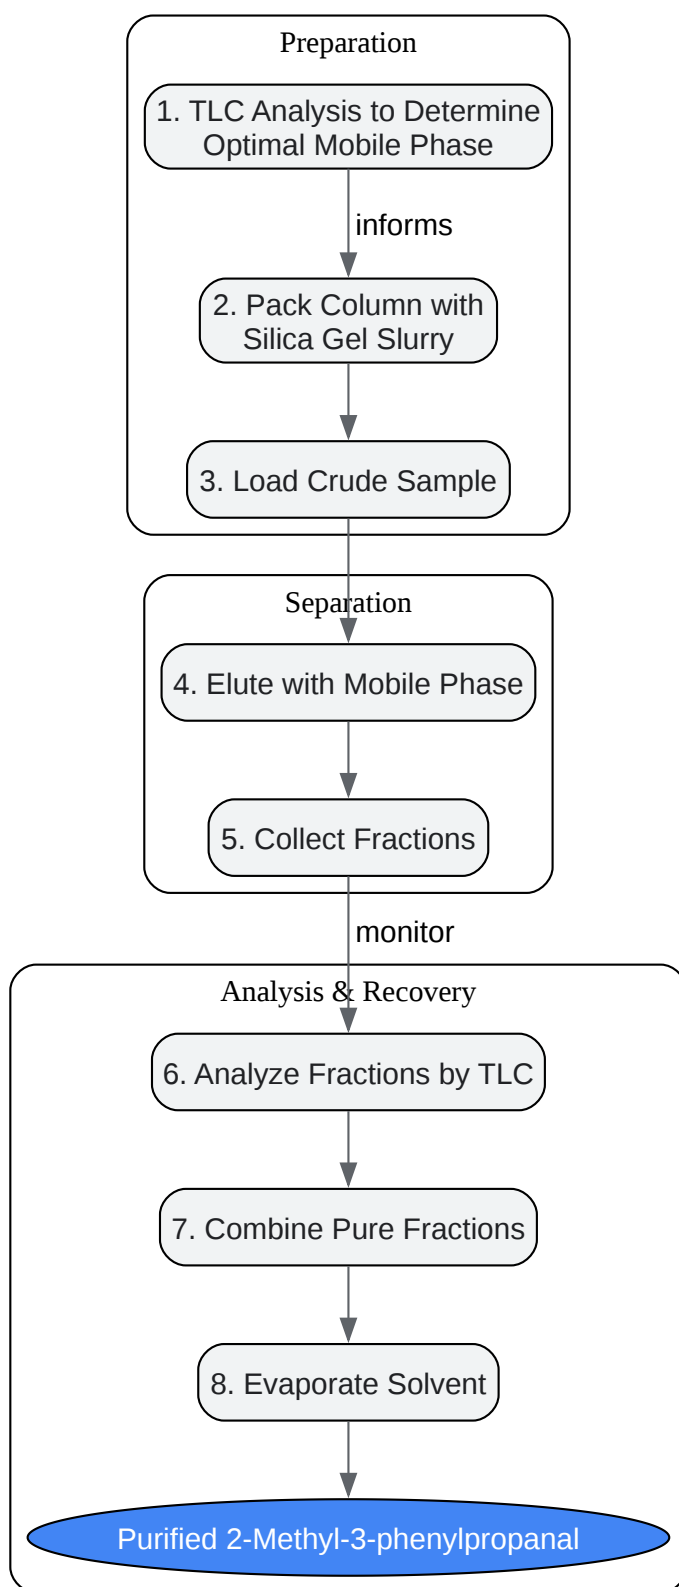 Preparation
1. TLC Analysis to Determine
Optimal Mobile Phase
informs
2. Pack Column with
Silica Gel Slurry
3. Load Crude Sample
Separation
4. Elute with Mobile Phase
5. Collect Fractions
monitor
Analysis & Recovery
6. Analyze Fractions by TLC
7. Combine Pure Fractions
8. Evaporate Solvent
Purified 2-Methyl-3-phenylpropanal